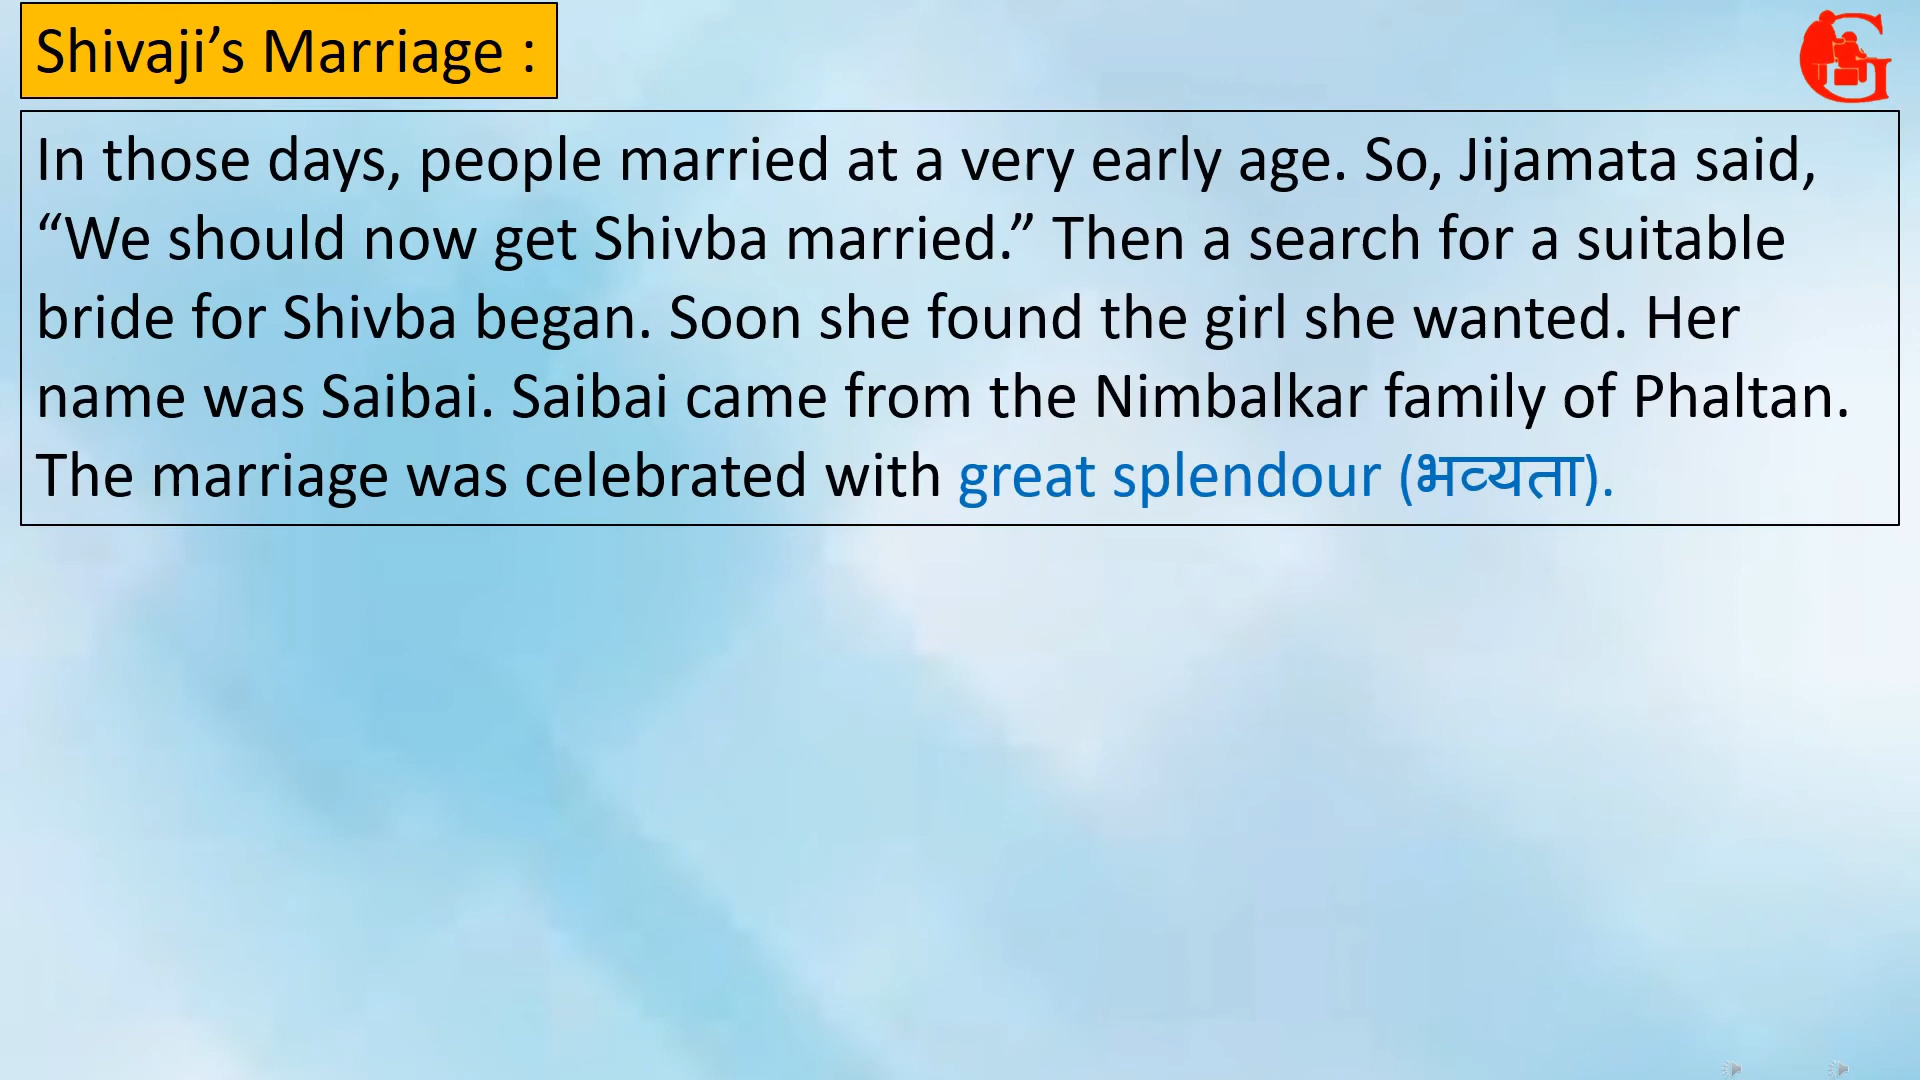 Shivaji’s Marriage :
In those days, people married at a very early age. So, Jijamata said,
“We should now get Shivba married.” Then a search for a suitable
bride for Shivba began. Soon she found the girl she wanted. Her
name was Saibai. Saibai came from the Nimbalkar family of Phaltan.
The marriage was celebrated with great splendour (भव्यता).